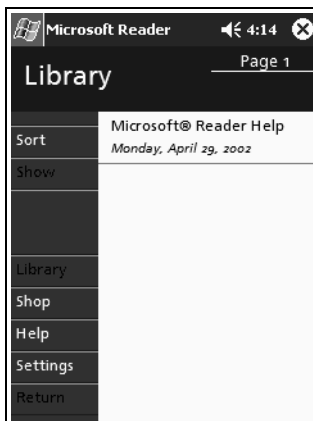 Microsoft Reader 4:14
Library
Page 1
Microsoft® Reader Help
Monday, April 29, 2002
Sort
Show
Library
Shop
Help
Settings
Return